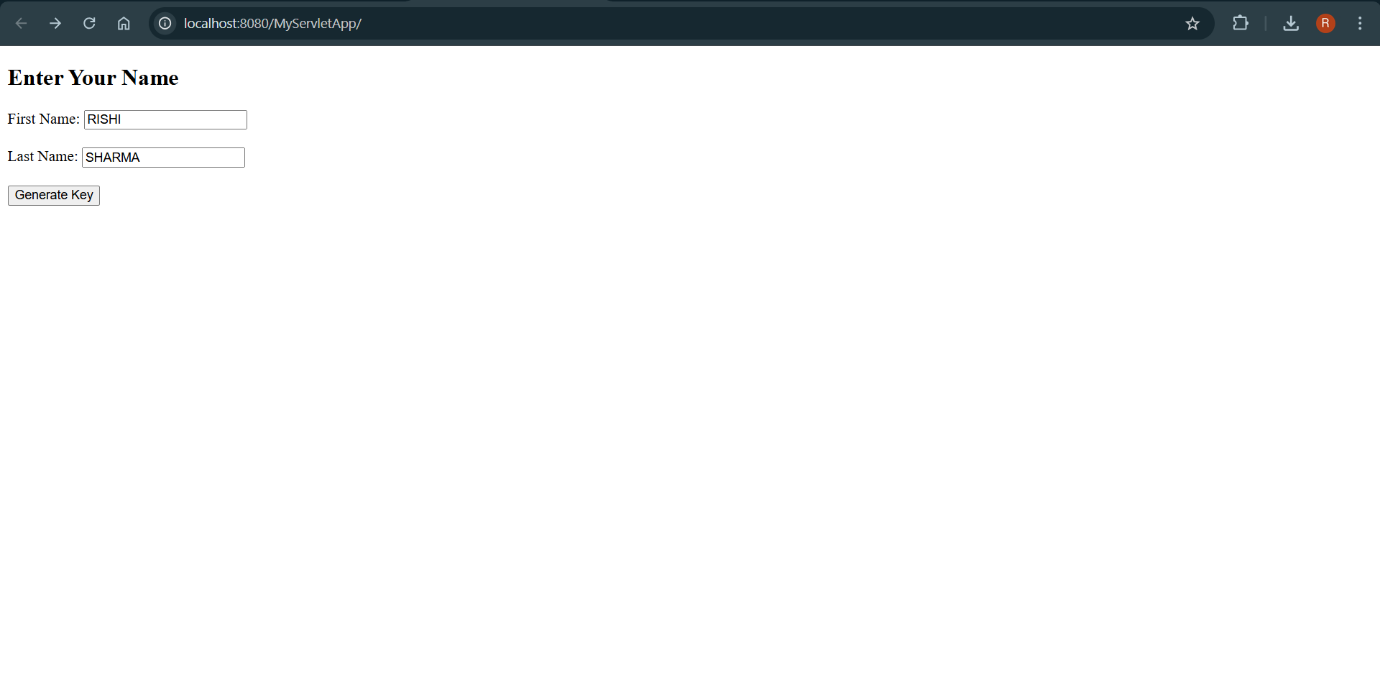 localhost:8080/MyServletApp/
R
Enter Your Name
First Name: RISHI
Last Name: SHARMA
Generate Key